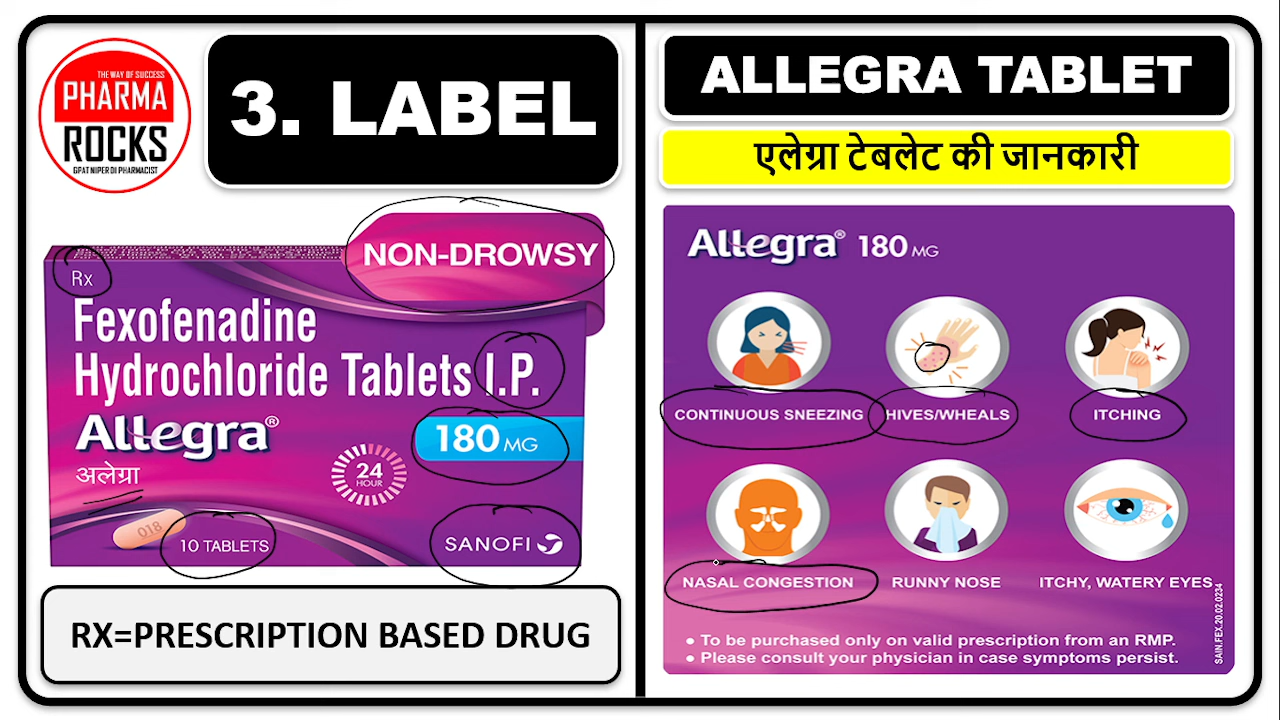 THE WAY OF SUCCESS
PHARMA
ROCKS
GPAT NIPER DI PHARMACIST
3. LABEL
NON-DROWSY
Rx
Fexofenadine
Hydrochloride Tablets I.P.
Allegra®
180 MG
अलेग्रा
24
HOUR
018
10 TABLETS
SANOFI
RX=PRESCRIPTION BASED DRUG
ALLEGRA TABLET
एलेग्रा टेबलेट की जानकारी
Allegra® 180 MG
CONTINUOUS SNEEZING
HIVES/WHEALS
ITCHING
NASAL CONGESTION
RUNNY NOSE
ITCHY, WATERY EYES
• To be purchased only on valid prescription from an RMP.
• Please consult your physician in case symptoms persist.
SAIN.FEX.20.02.0234